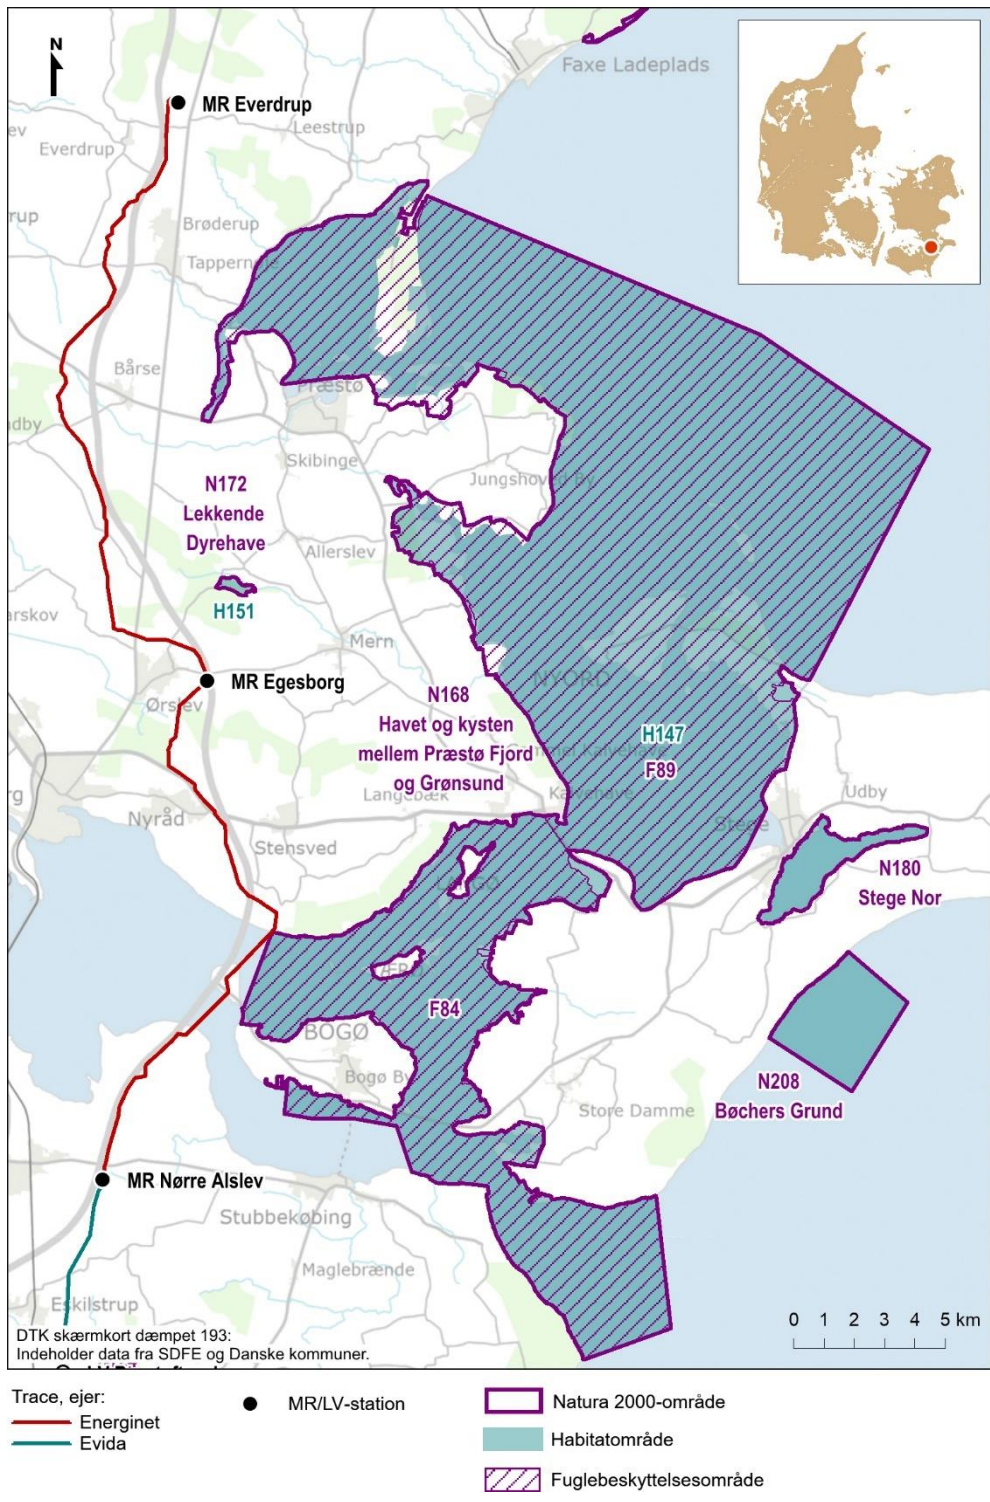 N
Faxe Ladeplads
MR Everdrup
Leestrup
Everdrup
Brøderup
Tappernøje
Bårse
Præstø
Skibinge
Jungshoved By
N172
Lekkende
Dyrehave
Allerslev
H151
Mern
MR Egesborg
Ørslev
NYORD
N168
Havet og kysten
mellem Præstø Fjord
og Grønsund
H147
F89
Kalvehave
Langebæk
Nyråd
Stensved
Stege
Udby
N180
Stege Nor
LANGØ
F84
BOGØ
Bogø By
N208
Bøchers Grund
Store Damme
MR Nørre Alslev
Stubbekøbing
Maglebrænde
Eskilstrup
0 1 2 3 4 5 km
DTK skærmkort dæmpet 193:
Indeholder data fra SDFE og Danske kommuner.
Trace, ejer:
Energinet
Evida
MR/LV-station
Natura 2000-område
Habitatområde
Fuglebeskyttelsesområde